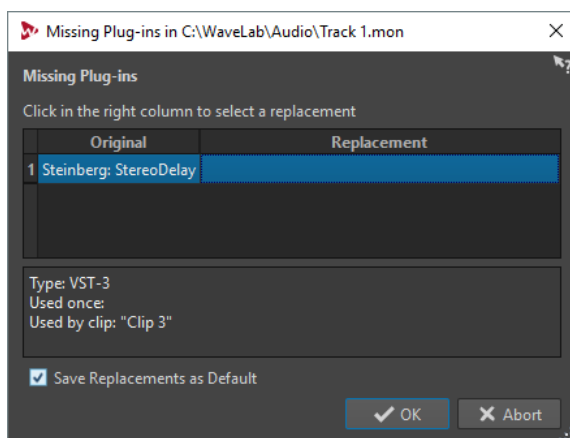 Missing Plug-ins in C:\WaveLab\Audio\Track 1.mon
Missing Plug-ins
Click in the right column to select a replacement
Original Replacement
1 Steinberg: StereoDelay
Type: VST-3
Used once:
Used by clip: "Clip 3"
Save Replacements as Default
OK Abort